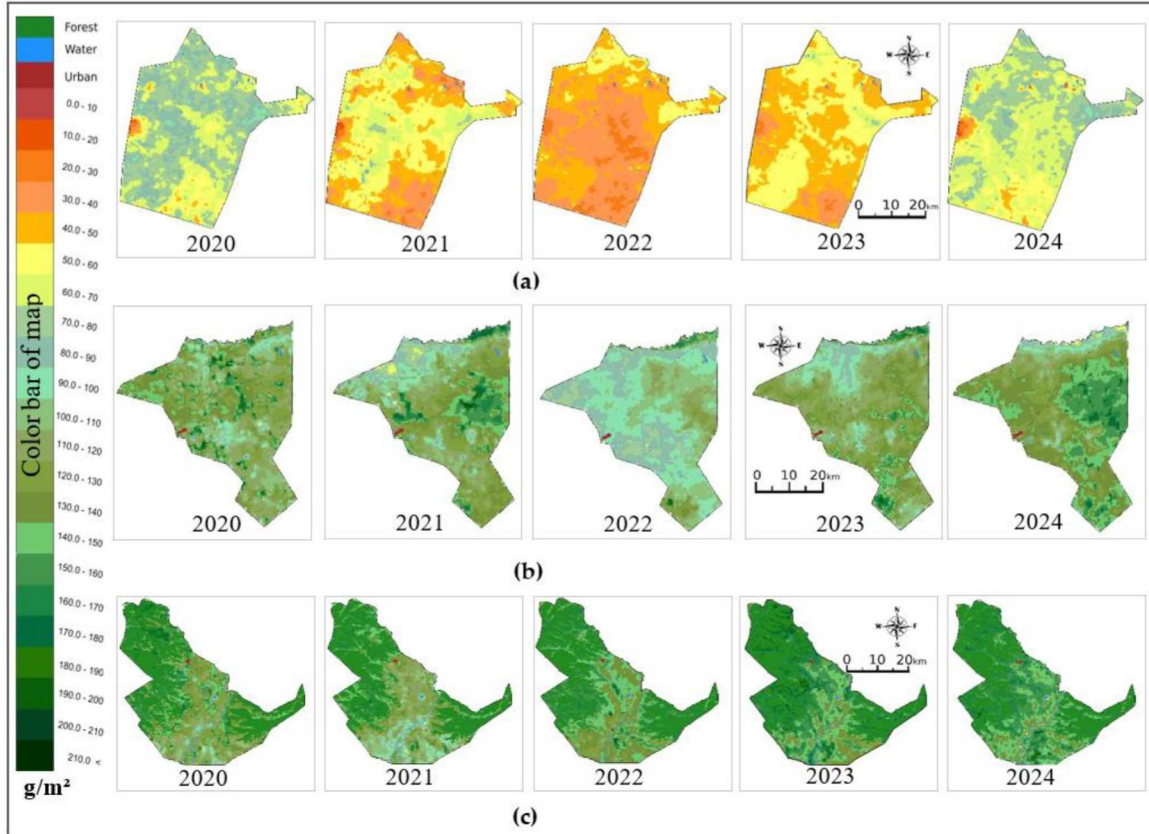 Forest
Water
Urban
0.0 - 10
10.0 - 20
20.0 - 30
30.0 - 40
40.0 - 50
50.0 - 60
60.0 - 70
70.0 - 80
80.0 - 90
90.0 - 100
100.0 - 110
110.0 - 120
120.0 - 130
130.0 - 140
140.0 - 150
150.0 - 160
160.0 - 170
170.0 - 180
180.0 - 190
190.0 - 200
200.0 - 210
210.0 <
Color bar of map
g/m²
N
W E
S
0 10 20km
2020 2021 2022 2023 2024
(a)
N
W E
S
0 10 20km
2020 2021 2022 2023 2024
(b)
N
W F
S
0 10 20km
2020 2021 2022 2023 2024
(c)